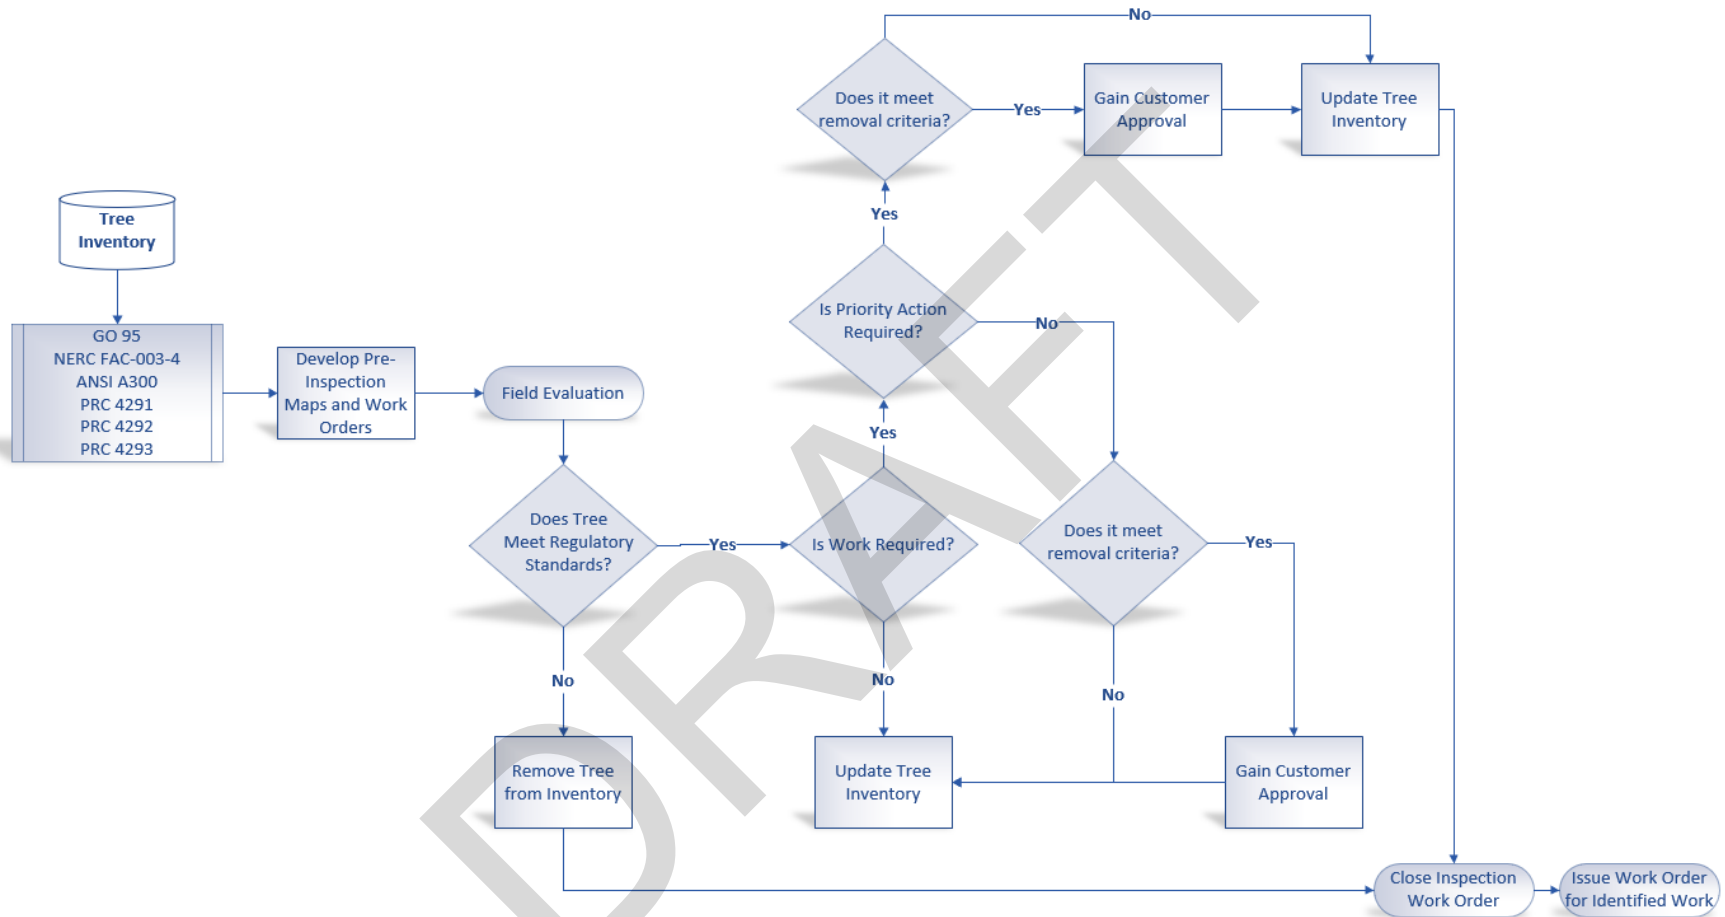 No
Does it meet
removal criteria?
Yes
Gain Customer
Approval
Update Tree
Inventory
Yes
Tree
Inventory
Is Priority Action
Required?
No
GO 95
NERC FAC-003-4
ANSI A300
PRC 4291
PRC 4292
PRC 4293
Develop Pre-
Inspection
Maps and Work
Orders
Field Evaluation
Yes
Does Tree
Meet Regulatory
Standards?
Yes
Is Work Required?
Does it meet
removal criteria?
Yes
No
No
No
Remove Tree
from Inventory
Update Tree
Inventory
Gain Customer
Approval
Close Inspection
Work Order
Issue Work Order
for Identified Work
DRAFT